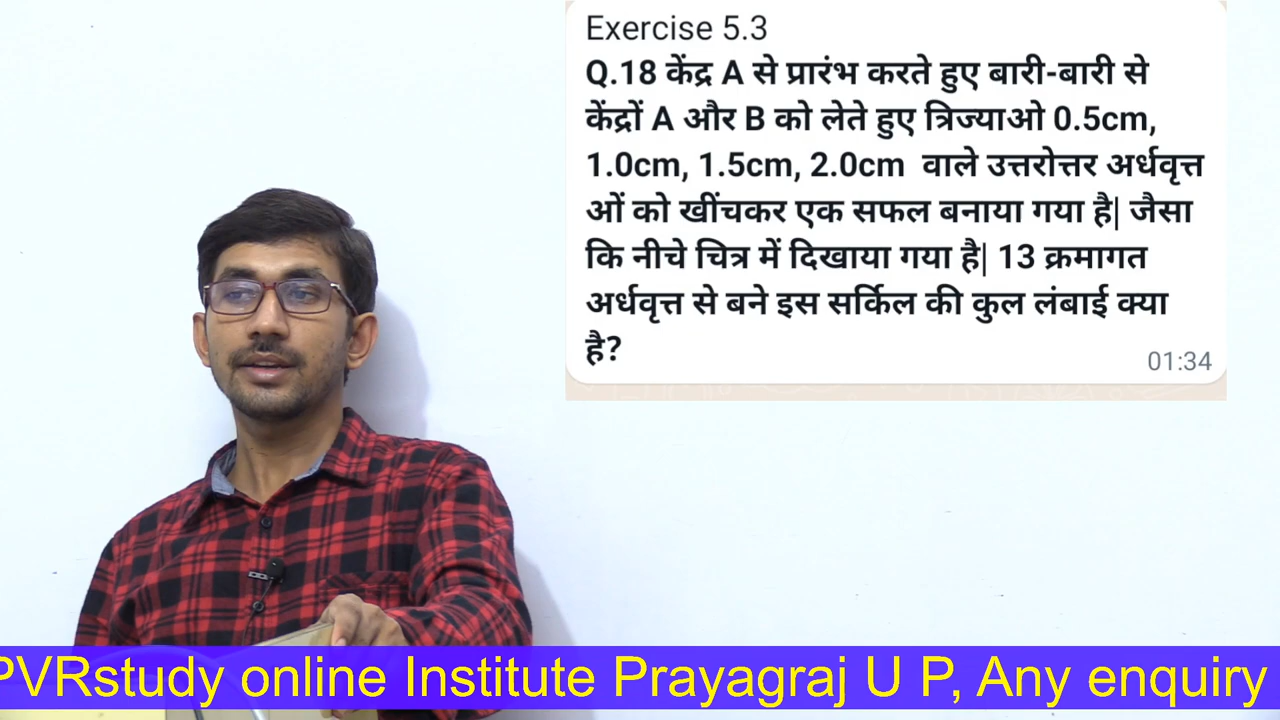 Exercise 5.3
Q.18 केंद्र A से प्रारंभ करते हुए बारी-बारी से
केंद्रों A और B को लेते हुए त्रिज्याओ 0.5cm,
1.0cm, 1.5cm, 2.0cm वाले उत्तरोत्तर अर्धवृत्त
ओं को खींचकर एक सफल बनाया गया है| जैसा
कि नीचे चित्र में दिखाया गया है| 13 क्रमागत
अर्धवृत्त से बने इस सर्किल की कुल लंबाई क्या
है?
01:34
PVRstudy online Institute Prayagraj U P, Any enquiry